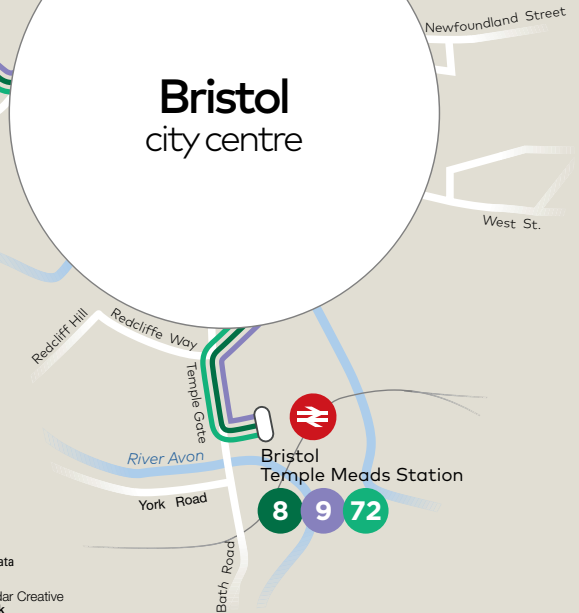 Newfoundland Street
Bristol
city centre
West St.
Redcliff Hill
Redcliffe Way
Temple Gate
River Avon
Bristol
Temple Meads Station
York Road
8 9 72
Bath Road
ata
dar Creative
k